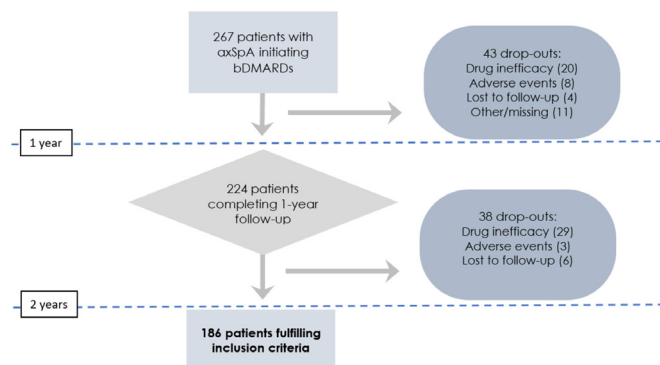 267 patients with
axSpA initiating
bDMARDs
43 drop-outs:
Drug inefficacy (20)
Adverse events (8)
Lost to follow-up (4)
Other/missing (11)
1 year
224 patients
completing 1-year
follow-up
38 drop-outs:
Drug inefficacy (29)
Adverse events (3)
Lost to follow-up (6)
2 years
186 patients fulfilling
inclusion criteria